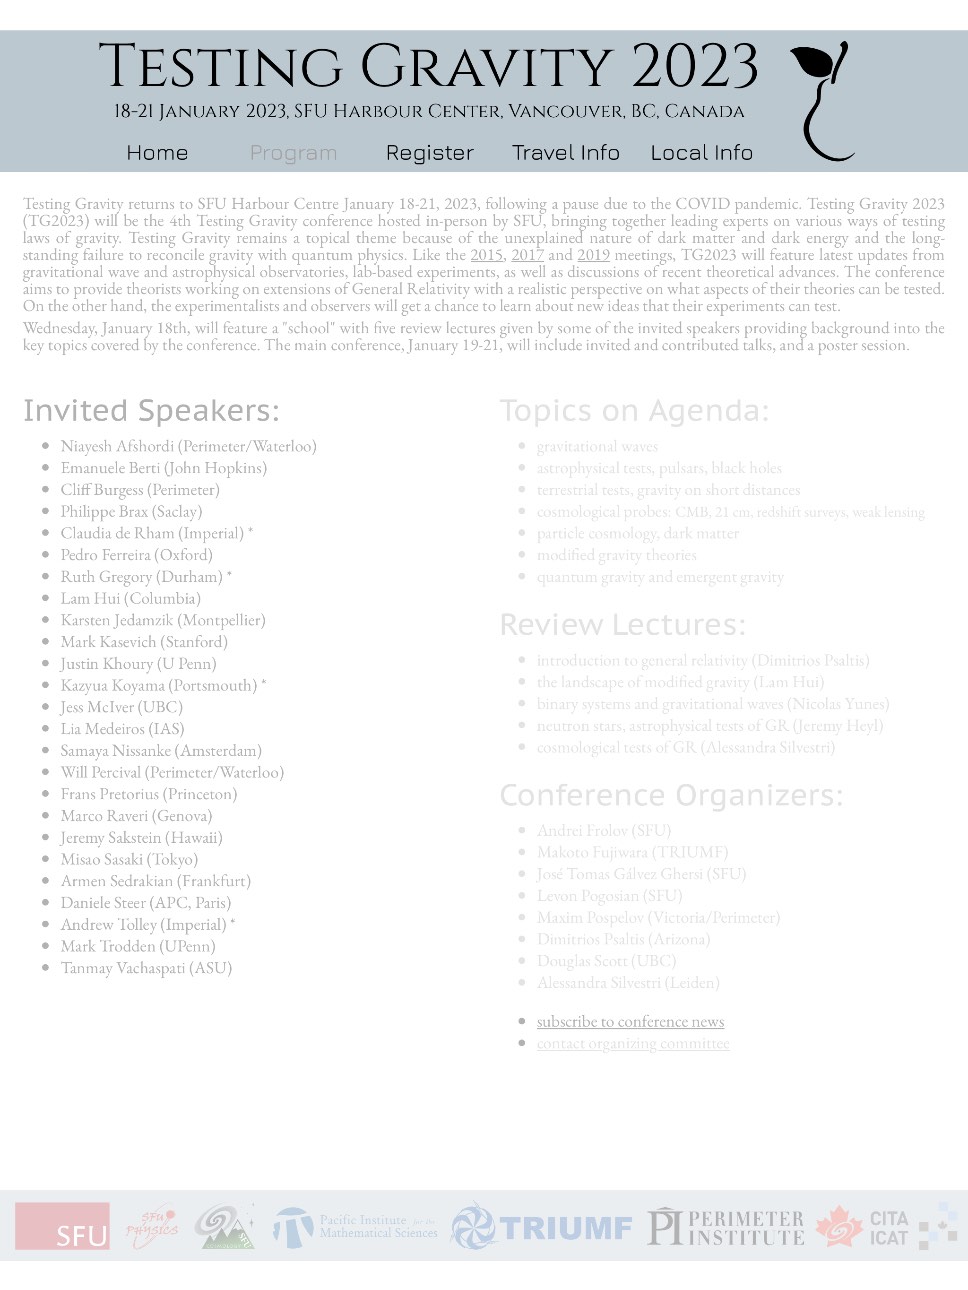 Testing Gravity 2023
18-21 January 2023, SFU Harbour Center, Vancouver, BC, Canada
Home Program Register Travel Info Local Info
Testing Gravity returns to SFU Harbour Centre January 18-21, 2023, following a pause due to the COVID pandemic. Testing Gravity 2023
(TG2023) will be the 4th Testing Gravity conference hosted in-person by SFU, bringing together leading experts on various ways of testing
laws of gravity. Testing Gravity remains a topical theme because of the unexplained nature of dark matter and dark energy and the long-
standing failure to reconcile gravity with quantum physics. Like the 2015, 2017 and 2019 meetings, TG2023 will feature latest updates from
gravitational wave and astrophysical observatories, lab-based experiments, as well as discussions of recent theoretical advances. The conference
aims to provide theorists working on extensions of General Relativity with a realistic perspective on what aspects of their theories can be tested.
On the other hand, the experimentalists and observers will get a chance to learn about new ideas that their experiments can test.
Wednesday, January 18th, will feature a "school" with five review lectures given by some of the invited speakers providing background into the
key topics covered by the conference. The main conference, January 19-21, will include invited and contributed talks, and a poster session.
Invited Speakers:
Niayesh Afshordi (Perimeter/Waterloo)
Emanuele Berti (John Hopkins)
Cliff Burgess (Perimeter)
Philippe Brax (Saclay)
Claudia de Rham (Imperial) *
Pedro Ferreira (Oxford)
Ruth Gregory (Durham) *
Lam Hui (Columbia)
Karsten Jedamzik (Montpellier)
Mark Kasevich (Stanford)
Justin Khoury (U Penn)
Kazyua Koyama (Portsmouth) *
Jess McIver (UBC)
Lia Medeiros (IAS)
Samaya Nissanke (Amsterdam)
Will Percival (Perimeter/Waterloo)
Frans Pretorius (Princeton)
Marco Raveri (Genova)
Jeremy Sakstein (Hawaii)
Misao Sasaki (Tokyo)
Armen Sedrakian (Frankfurt)
Daniele Steer (APC, Paris)
Andrew Tolley (Imperial) *
Mark Trodden (UPenn)
Tanmay Vachaspati (ASU)
Topics on Agenda:
gravitational waves
astrophysical tests, pulsars, black holes
terrestrial tests, gravity on short distances
cosmological probes: CMB, 21 cm, redshift surveys, weak lensing
particle cosmology, dark matter
modified gravity theories
quantum gravity and emergent gravity
Review Lectures:
introduction to general relativity (Dimitrios Psaltis)
the landscape of modified gravity (Lam Hui)
binary systems and gravitational waves (Nicolas Yunes)
neutron stars, astrophysical tests of GR (Jeremy Heyl)
cosmological tests of GR (Alessandra Silvestri)
Conference Organizers:
Andrei Frolov (SFU)
Makoto Fujiwara (TRIUMF)
José Tomas Gálvez Ghersi (SFU)
Levon Pogosian (SFU)
Maxim Pospelov (Victoria/Perimeter)
Dimitrios Psaltis (Arizona)
Douglas Scott (UBC)
Alessandra Silvestri (Leiden)
subscribe to conference news
contact organizing committee
SFU
SFU
PHYSICS
SFU
Pacific Institute for the
Mathematical Sciences
TRIUMF
PI PERIMETER
INSTITUTE
CITA
ICAT